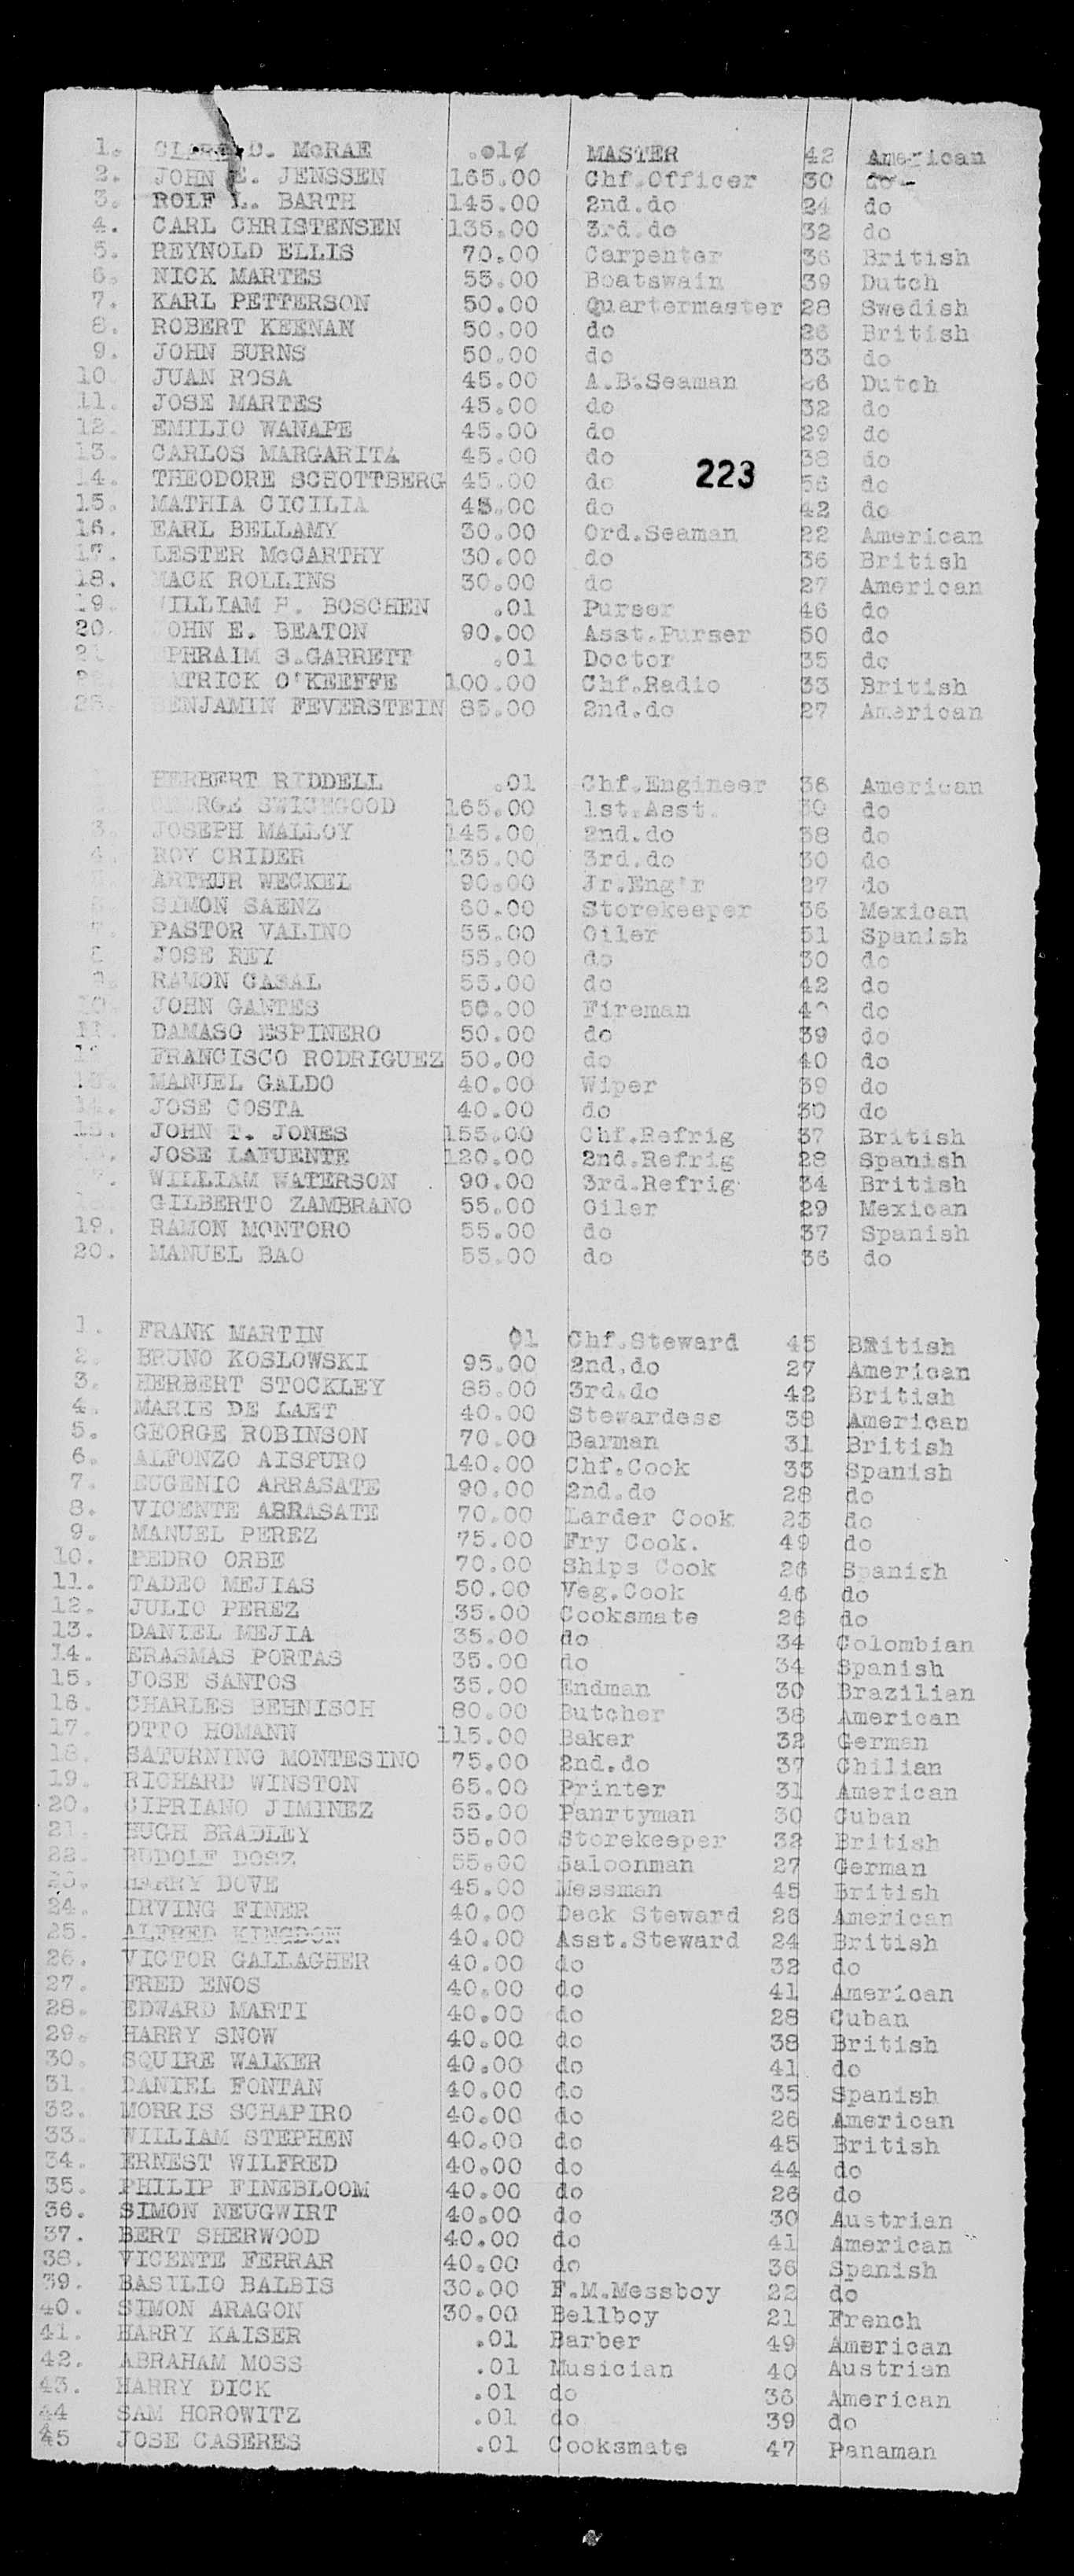 1. C. McRAE .01¢ MASTER 42 American
2. JOHN E. JENSSEN 165.00 Chf.Officer 30 do
3. ROLF L. BARTH 145.00 2nd.do 24 do
4. CARL CHRISTENSEN 135.00 3rd.do 32 do
5. REYNOLD ELLIS 70.00 Carpenter 36 British
6. NICK MARTES 55.00 Boatswain 39 Dutch
7. KARL PETTERSON 50.00 Quartermaster 28 Swedish
8. ROBERT KEENAN 50.00 do 26 British
9. JOHN BURNS 50.00 do 33 do
10 JUAN ROSA 45.00 A.B.Seaman 26 Dutch
11. JOSE MARTES 45.00 do 32 do
12. EMILIO WANAPE 45.00 do 29 do
13. CARLOS MARGARITA 45.00 do 38 do
223
14. THEODORE SCHOTTBERG 45.00 do 56 do
15. MATHIA CICILIA 45.00 do 42 do
16. EARL BELLAMY 30.00 Ord.Seaman 22 American
17. LESTER McCARTHY 30.00 do 36 British
18. MACK ROLLINS 30.00 do 27 American
19. WILLIAM H. BOSCHEN .01 Purser 46 do
20. JOHN E. BEATON 90.00 Asst.Purser 50 do
21 EPHRAIM S.GARRETT .01 Doctor 35 do
PATRICK O'KEEFFE 100.00 Chf.Radio 33 British
23. BENJAMIN FEVERSTEIN 85.00 2nd.do 27 American
HERBERT RIDDELL .01 Chf.Engineer 36 American
GEORGE SWICEGOOD 165.00 1st.Asst. 30 do
3. JOSEPH MALLOY 145.00 2nd.do 38 do
4. ROY CRIDER 135.00 3rd.do 30 do
ARTHUR WECKEL 90.00 Jr.Eng'r 27 do
6 SIMON SAENZ 60.00 Storekeeper 36 Mexican
7. PASTOR VALINO 55.00 Oiler 51 Spanish
8 JOSE REY 55.00 do 30 do
9. RAMON CASAL 55.00 do 42 do
10. JOHN GANTES 50.00 Fireman do
11. DAMASO ESPINERO 50.00 do 39 do
FRANCISCO RODRIGUEZ 50.00 do 40 do
13. MANUEL GALDO 40.00 Wiper 39 do
14. JOSE COSTA 40.00 do 30 do
15. JOHN T. JONES 155.00 Chf.Refrig 37 British
JOSE LAFUENTE 120.00 2nd.Refrig 28 Spanish
WILLIAM WATERSON 90.00 3rd.Refrig 34 British
GILBERTO ZAMBRANO 55.00 Oiler 29 Mexican
19. RAMON MONTORO 55.00 do 37 Spanish
20. MANUEL BAO 55.00 do 36 do
1. FRANK MARTIN 01 Chf.Steward 45 British
2. BRUNO KOSLOWSKI 95.00 2nd.do 27 American
3. HERBERT STOCKLEY 85.00 3rd.do 42 British
4. MARIE DE LAET 40.00 Stewardess 38 American
5. GEORGE ROBINSON 70.00 Barman 31 British
6. ALFONZO AISPURO 140.00 Chf.Cook 33 Spanish
7. EUGENIO ARRASATE 90.00 2nd.do 28 do
8. VICENTE ARRASATE 70.00 Larder Cook 23 do
9. MANUEL PEREZ 75.00 Fry Cook. 49 do
10. PEDRO ORBE 70.00 Ships Cook 26 Spanish
11. TADEO MEJIAS 50.00 Veg.Cook 46 do
12. JULIO PEREZ 35.00 Cooksmate 26 do
13. DANIEL MEJIA 35.00 do 34 Colombian
14. ERASMAS PORTAS 35.00 do 34 Spanish
15. JOSE SANTOS 35.00 Endman 30 Brazilian
16. CHARLES BEHNISCH 80.00 Butcher 38 American
17. OTTO HOMANN 115.00 Baker 32 German
18. SATURNINO MONTESINO 75.00 2nd.do 37 Chilian
19. RICHARD WINSTON 65.00 Printer 31 American
20. CIPRIANO JIMINEZ 55.00 Panrtyman 30 Cuban
21. HUGH BRADLEY 55.00 Storekeeper 32 British
22. RUDOLF DOSZ 55.00 Saloonman 27 German
23. HARRY DOVE 45.00 Messman 45 British
24. IRVING FINER 40.00 Deck Steward 26 American
25. ALFRED KINGDON 40.00 Asst.Steward 24 British
26. VICTOR GALLAGHER 40.00 do 32 do
27. FRED ENOS 40.00 do 41 American
28. EDWARD MARTI 40.00 do 28 Cuban
29. HARRY SNOW 40.00 do 38 British
30. SQUIRE WALKER 40.00 do 41 do
31. DANIEL FONTAN 40.00 do 35 Spanish
32. MORRIS SCHAPIRO 40.00 do 26 American
33. WILLIAM STEPHEN 40.00 do 45 British
34. ERNEST WILFRED 40.00 do 44 do
35. PHILIP FINEBLOOM 40.00 do 26 do
36. SIMON NEUGWIRT 40.00 do 30 Austrian
37. BERT SHERWOOD 40.00 do 41 American
38. VICENTE FERRAR 40.00 do 36 Spanish
39. BASILIO BALBIS 30.00 F.M.Messboy 22 do
40. SIMON ARAGON 30.00 Bellboy 21 French
41. HARRY KAISER .01 Barber 49 American
42. ABRAHAM MOSS .01 Musician 40 Austrian
43. HARRY DICK .01 do 36 American
44 SAM HOROWITZ .01 do 39 do
45 JOSE CASERES .01 Cooksmate 47 Panaman